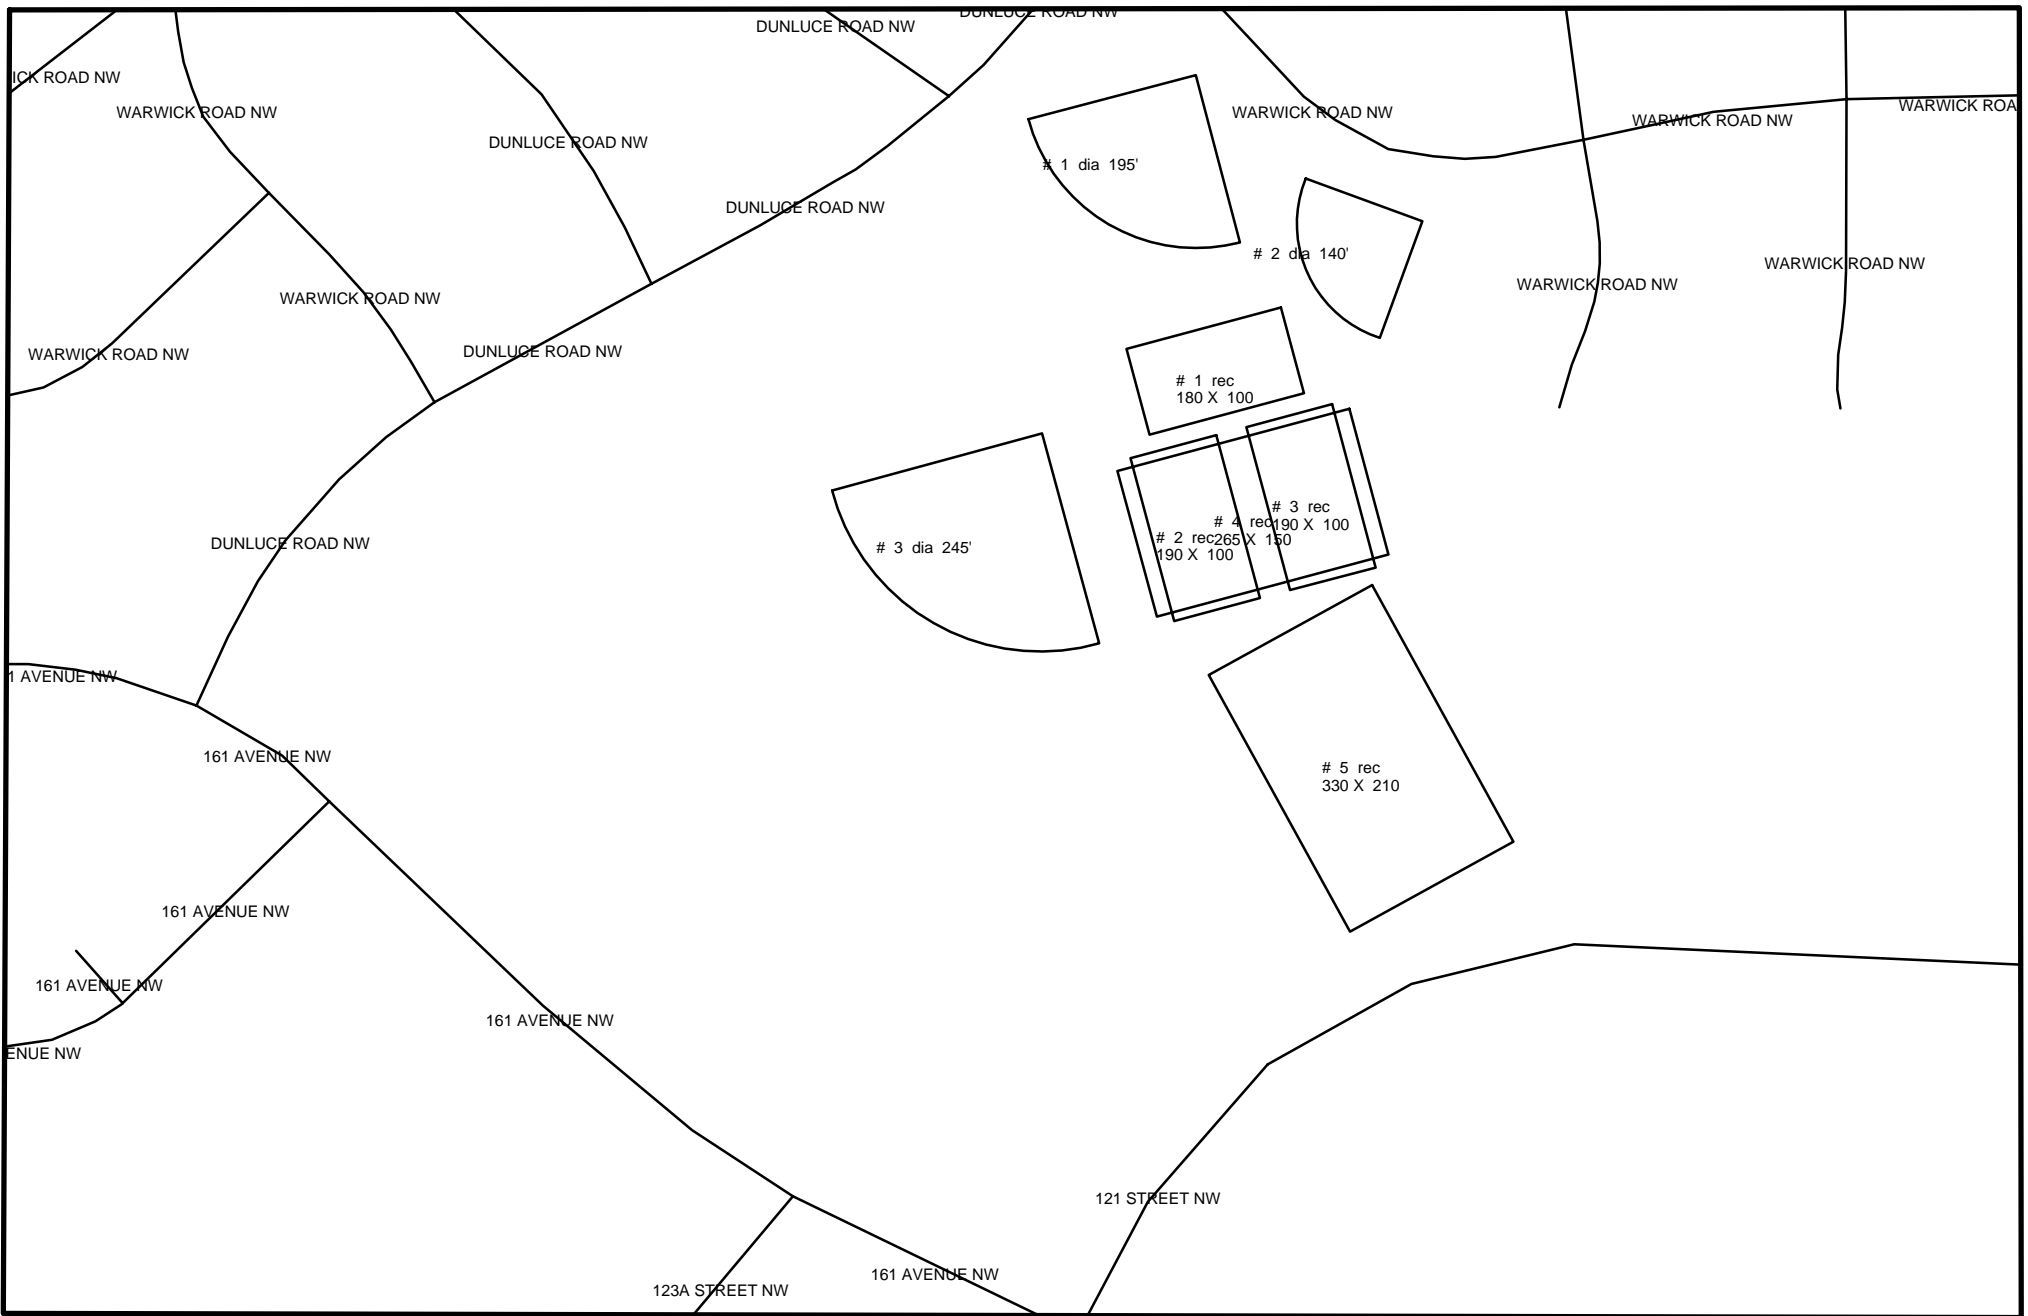 DUNLUCE ROAD NW
DUNLUCE ROAD NW
ICK ROAD NW
WARWICK ROAD NW
WARWICK ROAD NW
WARWICK ROAD NW
WARWICK ROA
DUNLUCE ROAD NW
# 1 dia 195'
DUNLUCE ROAD NW
# 2 dia 140'
WARWICK ROAD NW
WARWICK ROAD NW
WARWICK ROAD NW
WARWICK ROAD NW
DUNLUCE ROAD NW
# 1 rec
180 X 100
# 3 rec
190 X 100
# 4 rec
265 X 150
# 2 rec
190 X 100
# 3 dia 245'
DUNLUCE ROAD NW
1 AVENUE NW
161 AVENUE NW
# 5 rec
330 X 210
161 AVENUE NW
161 AVENUE NW
161 AVENUE NW
ENUE NW
121 STREET NW
161 AVENUE NW
123A STREET NW